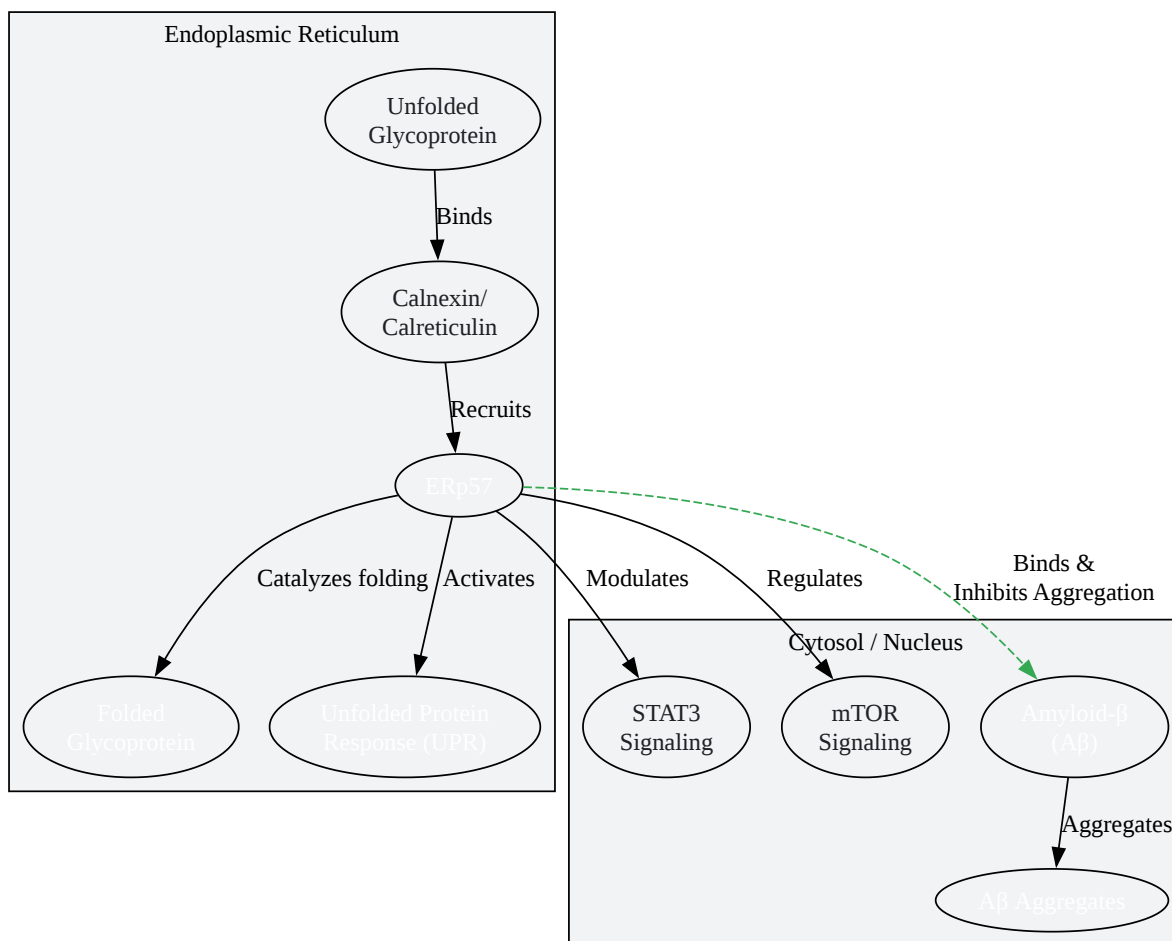 Endoplasmic Reticulum
Unfolded
Glycoprotein
Binds
Calnexin/
Calreticulin
Recruits
ERp57
Catalyzes folding
Activates
Modulates
Regulates
Binds &
Inhibits Aggregation
Cytosol / Nucleus
Folded
Glycoprotein
Unfolded Protein
Response (UPR)
STAT3
Signaling
mTOR
Signaling
Amyloid-β
(Aβ)
Aggregates
Aβ Aggregates